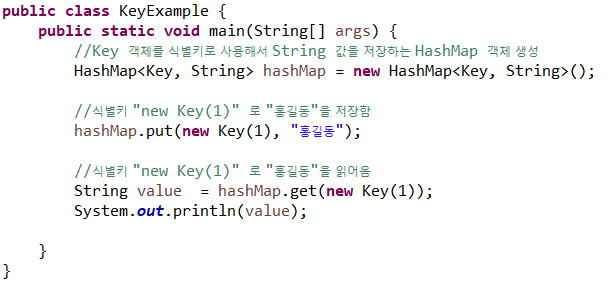 public class KeyExample {
    public static void main(String[] args) {
        //Key 객체를 식별키로 사용해서 String 값을 저장하는 HashMap 객체 생성
        HashMap<Key, String> hashMap = new HashMap<Key, String>();

        //식별키 "new Key(1)" 로 "홍길동"을 저장함
        hashMap.put(new Key(1), "홍길동");

        //식별키 "new Key(1)" 로 "홍길동"을 읽어옴
        String value  = hashMap.get(new Key(1));
        System.out.println(value);

    }
}